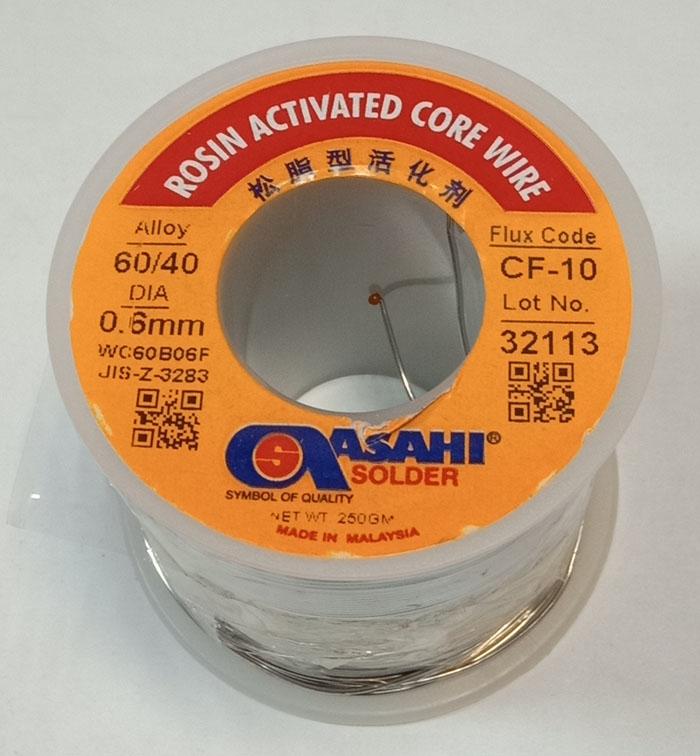 ROSIN ACTIVATED CORE WIRE
松脂型活化剂
Alloy
60/40
DIA
0.6mm
WC60B06F
JIS-Z-3283
Flux Code
CF-10
Lot No.
32113
ASAHI®
SOLDER
SYMBOL OF QUALITY
NET WT. 250GM
MADE IN MALAYSIA